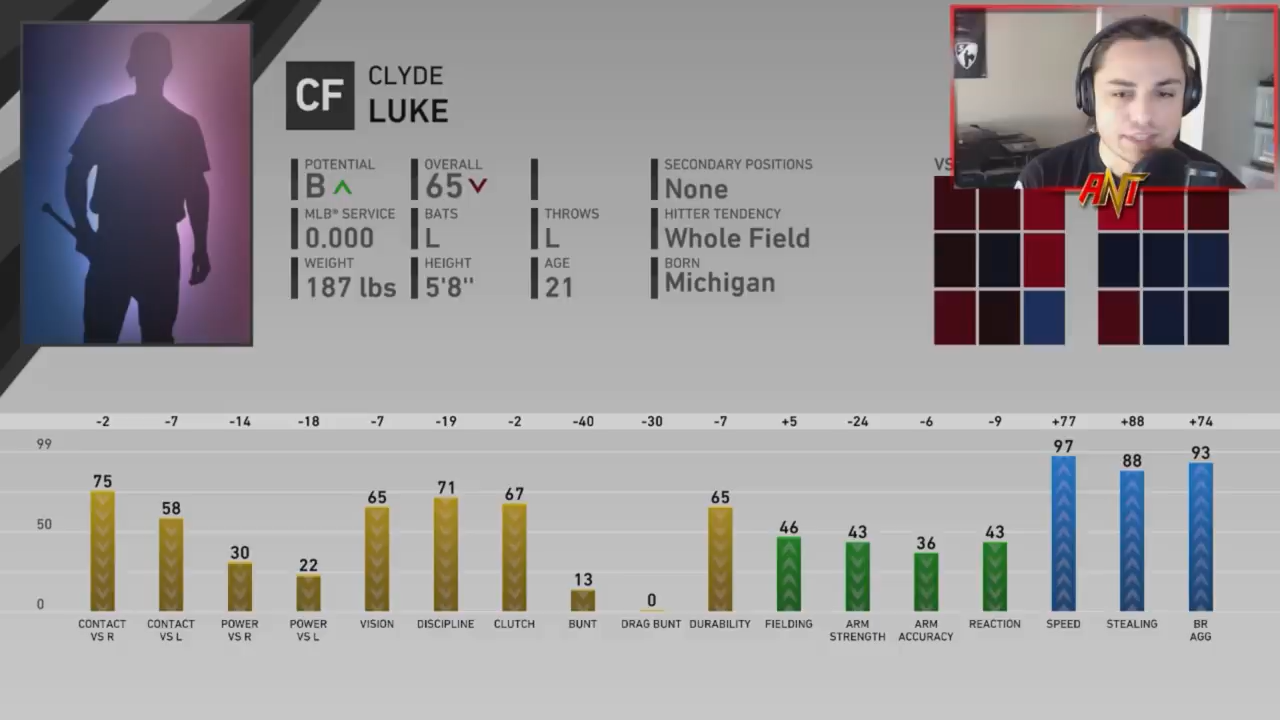 CF
CLYDE
LUKE
POTENTIAL OVERALL SECONDARY POSITIONS
B 65 None
MLB® SERVICE BATS THROWS HITTER TENDENCY
0.000 L L Whole Field
WEIGHT HEIGHT AGE BORN
187 lbs 5'8" 21 Michigan
VS
ANT
-2 -7 -14 -18 -7 -19 -2 -40 -30 -7 +5 -24 -6 -9 +77 +88 +74
99
50
0
75 58 30 22 65 71 67 13 0 65 46 43 36 43 97 88 93
CONTACT VS R CONTACT VS L POWER VS R POWER VS L VISION DISCIPLINE CLUTCH BUNT DRAG BUNT DURABILITY FIELDING ARM STRENGTH ARM ACCURACY REACTION SPEED STEALING BR AGG